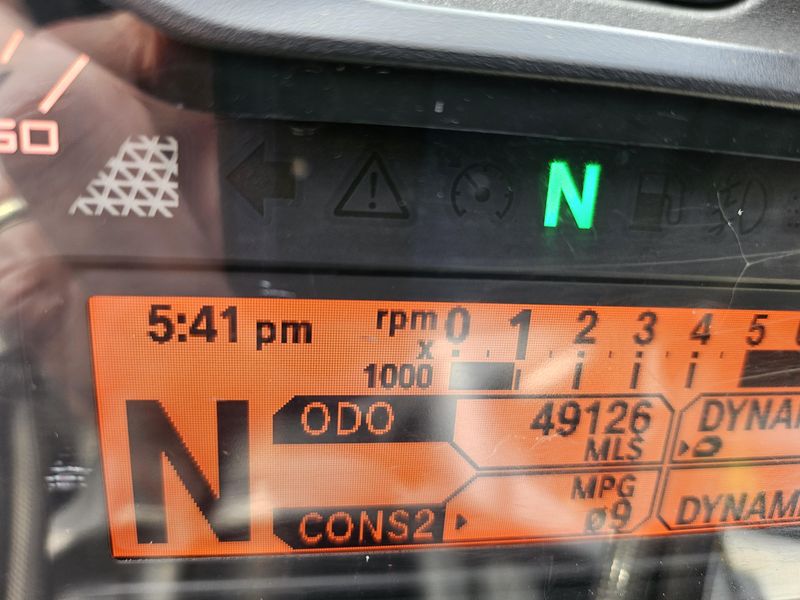 60
N
5:41 pm
rpm
x
1000
0 1 2 3 4 5
N
ODO
49126
MLS
DYNA
CONS2
MPG
ø9
DYNAM